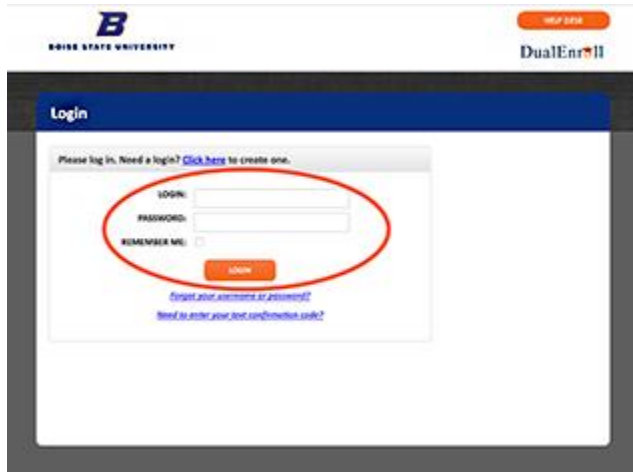 B
BOISE STATE UNIVERSITY
HELP DESK
DualEnroll
Login
Please log in. Need a login? Click here to create one.
LOGIN:
PASSWORD:
REMEMBER ME:
LOGIN
Forgot your username or password?
Need to enter your text confirmation code?